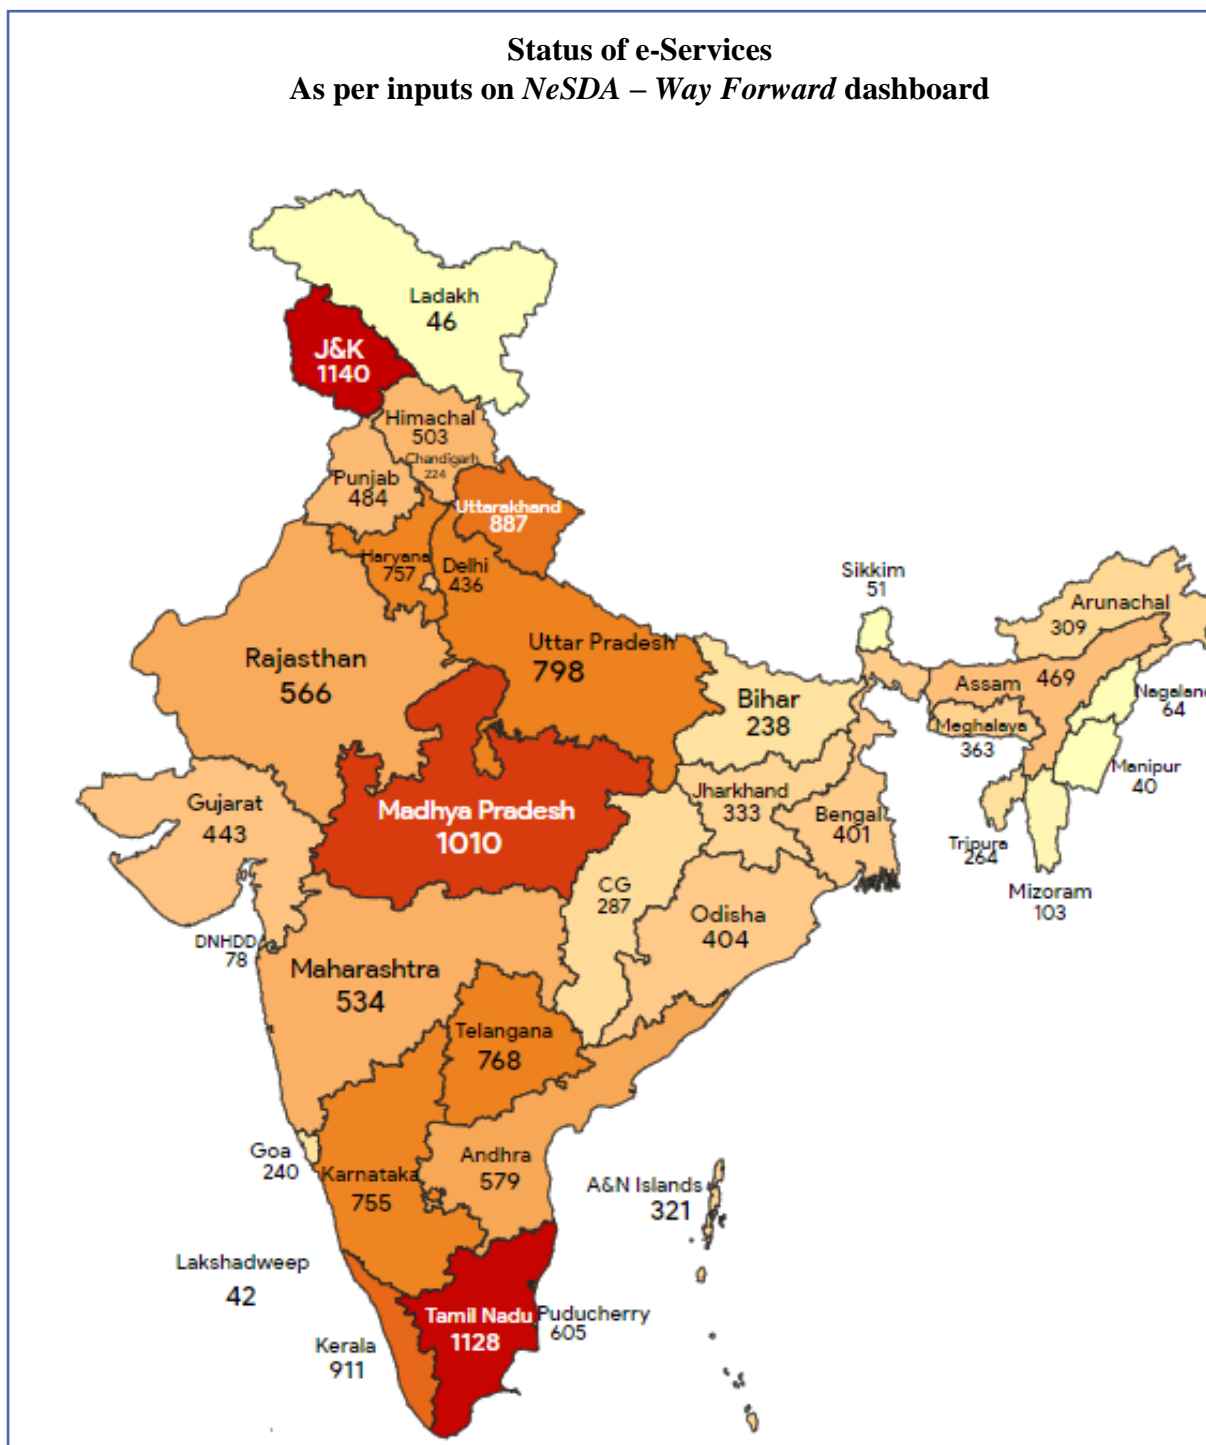 Status of e-Services
As per inputs on NeSDA – Way Forward dashboard
Ladakh
46
J&K
1140
Himachal
503
Chandigarh
224
Punjab
484
Uttarakhand
887
Haryana
757
Delhi
436
Sikkim
51
Arunachal
309
Uttar Pradesh
798
Rajasthan
566
Assam 469
Nagaland
64
Bihar
238
Meghalaya
363
Manipur
40
Gujarat
443
Madhya Pradesh
1010
Jharkhand
333
Bengal
401
Tripura
264
Mizoram
103
CG
287
Odisha
404
DNHDD
78
Maharashtra
534
Telangana
768
Goa
240
Karnataka
755
Andhra
579
A&N Islands
321
Lakshadweep
42
Tamil Nadu
1128
Puducherry
605
Kerala
911